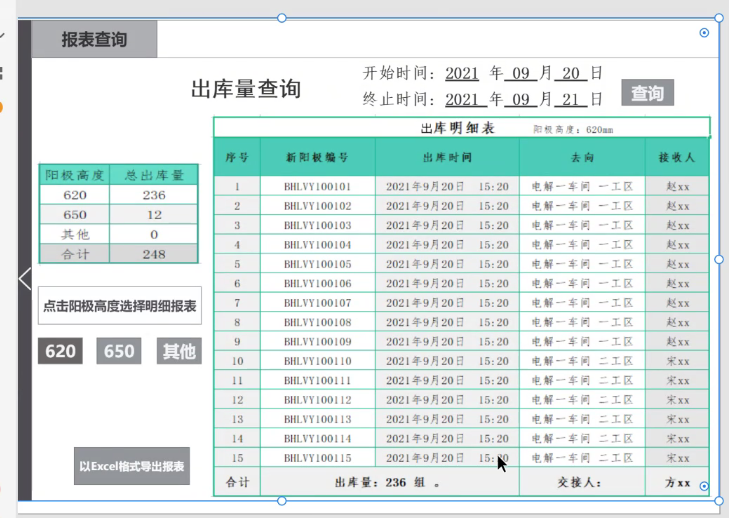 报表查询
出库量查询
开始时间：2021 年 09 月 20 日
终止时间：2021 年 09 月 21 日
查询
出库明细表 阳极高度：620mm
序号 新阳极编号 出库时间 去向 接收人
1 BHLVY100101 2021年9月20日 15:20 电解一车间 一工区 赵xx
2 BHLVY100102 2021年9月20日 15:20 电解一车间 一工区 赵xx
3 BHLVY100103 2021年9月20日 15:20 电解一车间 一工区 赵xx
4 BHLVY100104 2021年9月20日 15:20 电解一车间 一工区 赵xx
5 BHLVY100105 2021年9月20日 15:20 电解一车间 一工区 赵xx
6 BHLVY100106 2021年9月20日 15:20 电解一车间 一工区 赵xx
7 BHLVY100107 2021年9月20日 15:20 电解一车间 一工区 赵xx
8 BHLVY100108 2021年9月20日 15:20 电解一车间 一工区 赵xx
9 BHLVY100109 2021年9月20日 15:20 电解一车间 一工区 赵xx
10 BHLVY100110 2021年9月20日 15:20 电解一车间 二工区 宋xx
11 BHLVY100111 2021年9月20日 15:20 电解一车间 二工区 宋xx
12 BHLVY100112 2021年9月20日 15:20 电解一车间 二工区 宋xx
13 BHLVY100113 2021年9月20日 15:20 电解一车间 二工区 宋xx
14 BHLVY100114 2021年9月20日 15:20 电解一车间 二工区 宋xx
15 BHLVY100115 2021年9月20日 15:20 电解一车间 二工区 宋xx
合计 出库量：236 组 。 交接人： 方xx
阳极高度 总出库量
620 236
650 12
其他 0
合计 248
点击阳极高度选择明细报表
620 650 其他
以Excel格式导出报表